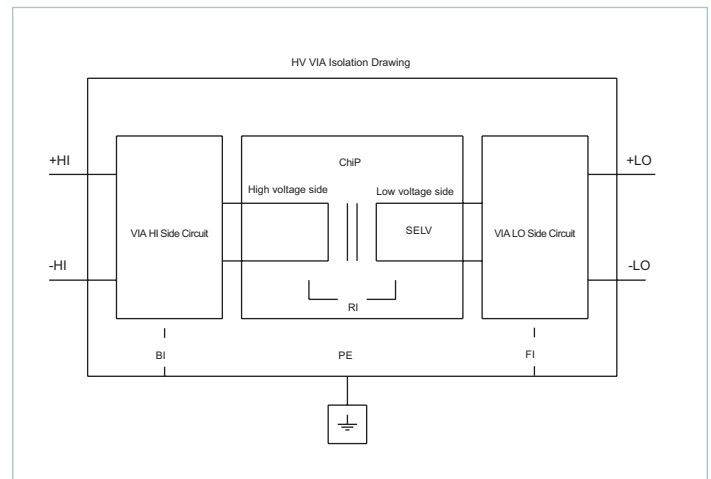 HV VIA Isolation Drawing
+HI
+LO
ChiP
High voltage side
Low voltage side
VIA HI Side Circuit
SELV
VIA LO Side Circuit
-HI
-LO
RI
BI
PE
FI